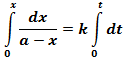 ∫₀ˣ dx/(a − x) = k ∫₀ᵗ dt